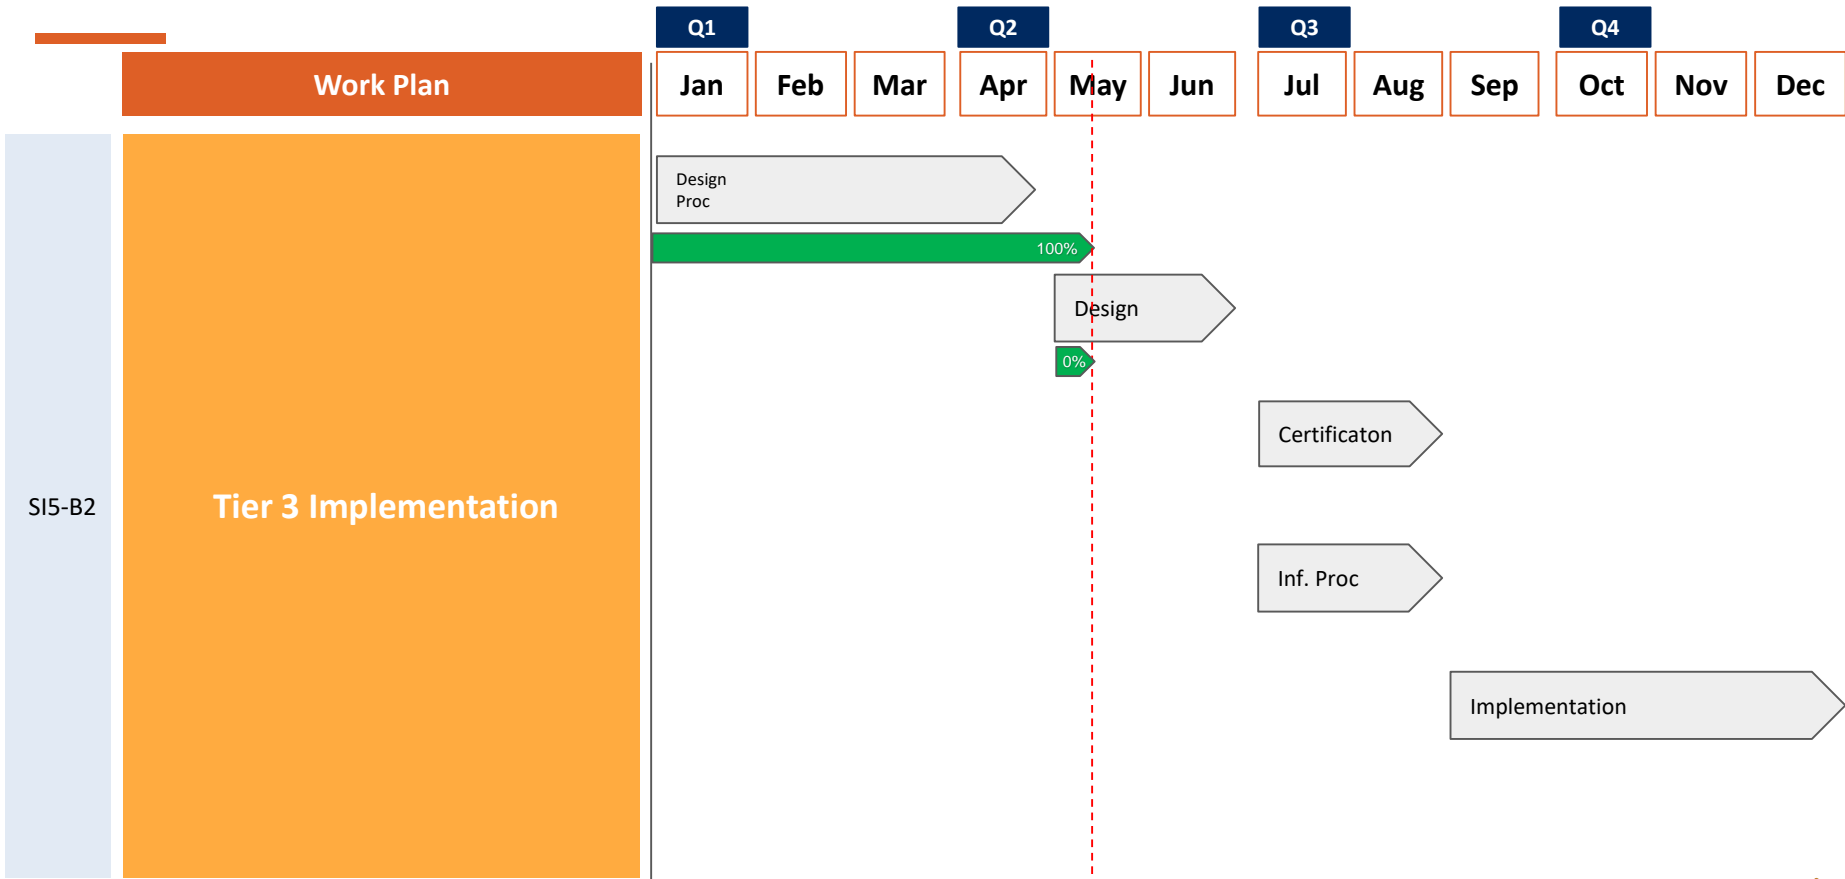 Q1 Q2 Q3 Q4
Work Plan Jan Feb Mar Apr May Jun Jul Aug Sep Oct Nov Dec
Design
Proc
100%
Design
0%
Certificaton
SI5-B2
Tier 3 Implementation
Inf. Proc
Implementation